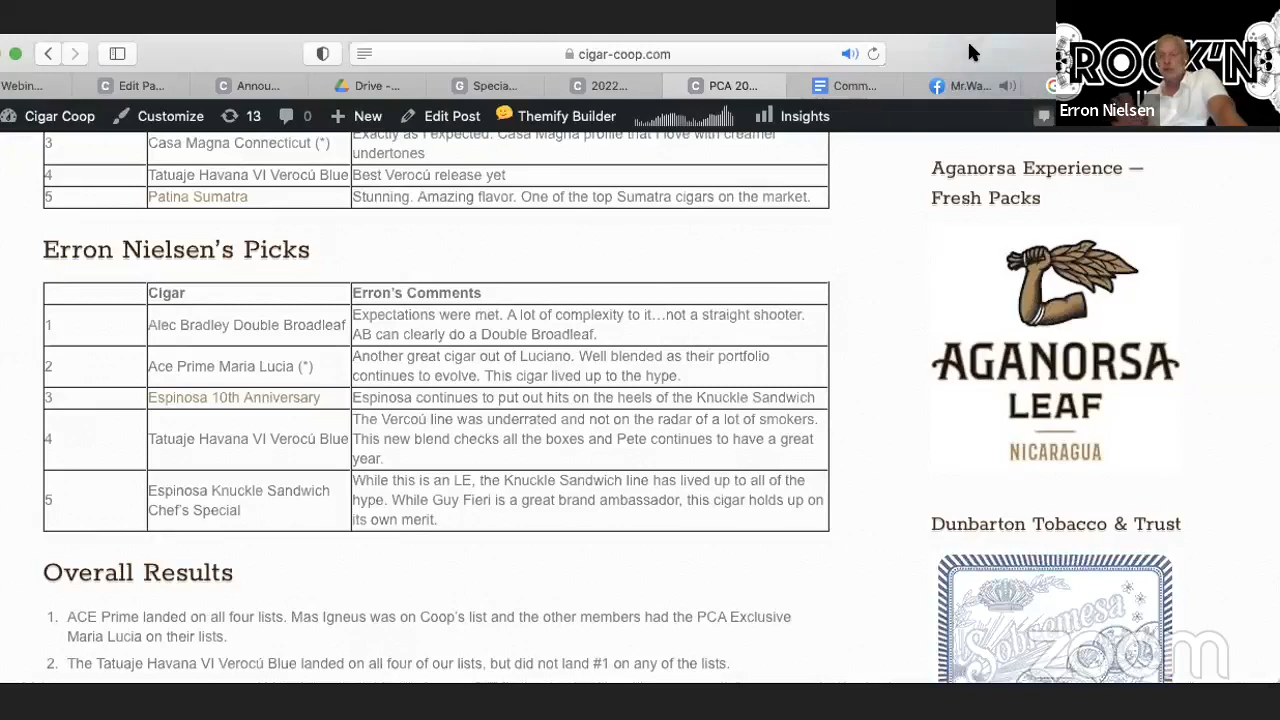 cigar-coop.com
Webin...
Edit Pa...
Annou...
Drive -...
Specia...
2022...
PCA 20...
Comm...
Mr.Wa...
ROCK'N
Erron Nielsen
Cigar Coop
Customize
13
0
New
Edit Post
Themify Builder
Insights
3
Casa Magna Connecticut (*)
Exactly as I expected. Casa Magna profile that I love with creamer
undertones
4
Tatuaje Havana VI Verocú Blue
Best Verocú release yet
5
Patina Sumatra
Stunning. Amazing flavor. One of the top Sumatra cigars on the market.
Erron Nielsen’s Picks
Cigar
Erron’s Comments
1
Alec Bradley Double Broadleaf
Expectations were met. A lot of complexity to it…not a straight shooter.
AB can clearly do a Double Broadleaf.
2
Ace Prime Maria Lucia (*)
Another great cigar out of Luciano. Well blended as their portfolio
continues to evolve. This cigar lived up to the hype.
3
Espinosa 10th Anniversary
Espinosa continues to put out hits on the heels of the Knuckle Sandwich
4
Tatuaje Havana VI Verocú Blue
The Vercoú line was underrated and not on the radar of a lot of smokers.
This new blend checks all the boxes and Pete continues to have a great
year.
5
Espinosa Knuckle Sandwich
Chef’s Special
While this is an LE, the Knuckle Sandwich line has lived up to all of the
hype. While Guy Fieri is a great brand ambassador, this cigar holds up on
its own merit.
Overall Results
1. ACE Prime landed on all four lists. Mas Igneus was on Coop’s list and the other members had the PCA Exclusive
Maria Lucia on their lists.
2. The Tatuaje Havana VI Verocú Blue landed on all four of our lists, but did not land #1 on any of the lists.
Aganorsa Experience —
Fresh Packs
AGANORSA
LEAF
NICARAGUA
Dunbarton Tobacco & Trust
Sobremesa
zoom